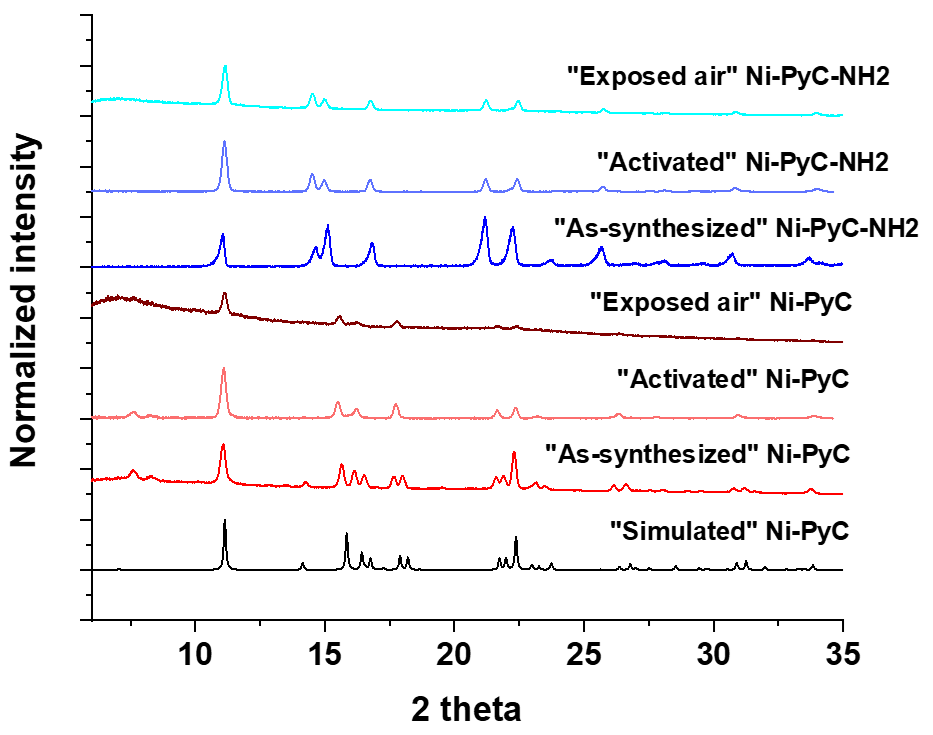 "Exposed air" Ni-PyC-NH2
"Activated" Ni-PyC-NH2
"As-synthesized" Ni-PyC-NH2
"Exposed air" Ni-PyC
"Activated" Ni-PyC
"As-synthesized" Ni-PyC
"Simulated" Ni-PyC
Normalized intensity
10 15 20 25 30 35
2 theta